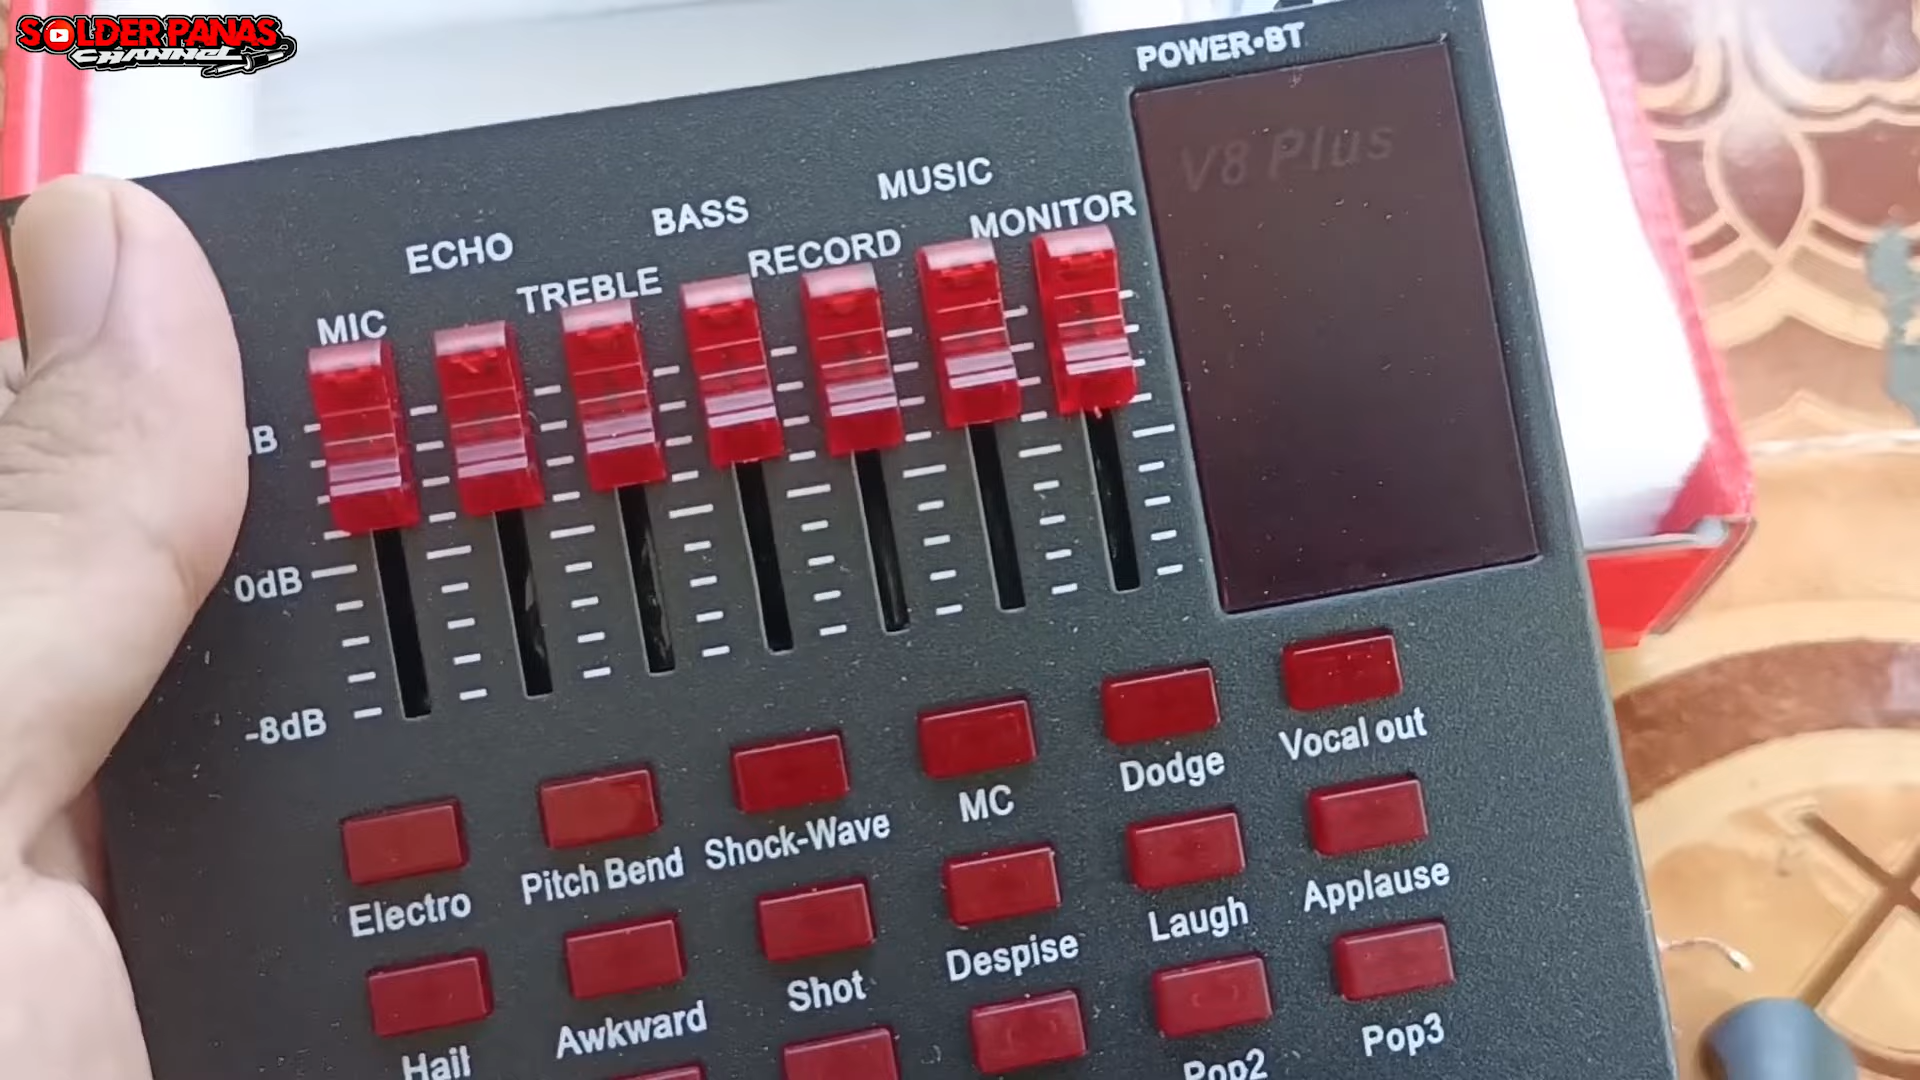 SOLDER PANAS
CHANNEL
POWER•BT
V8 Plus
MUSIC
BASS
MONITOR
ECHO
RECORD
TREBLE
MIC
0dB
-8dB
Vocal out
Dodge
MC
Shock-Wave
Pitch Bend
Electro
Applause
Laugh
Despise
Shot
Awkward
Hail
Pop3
Pop2